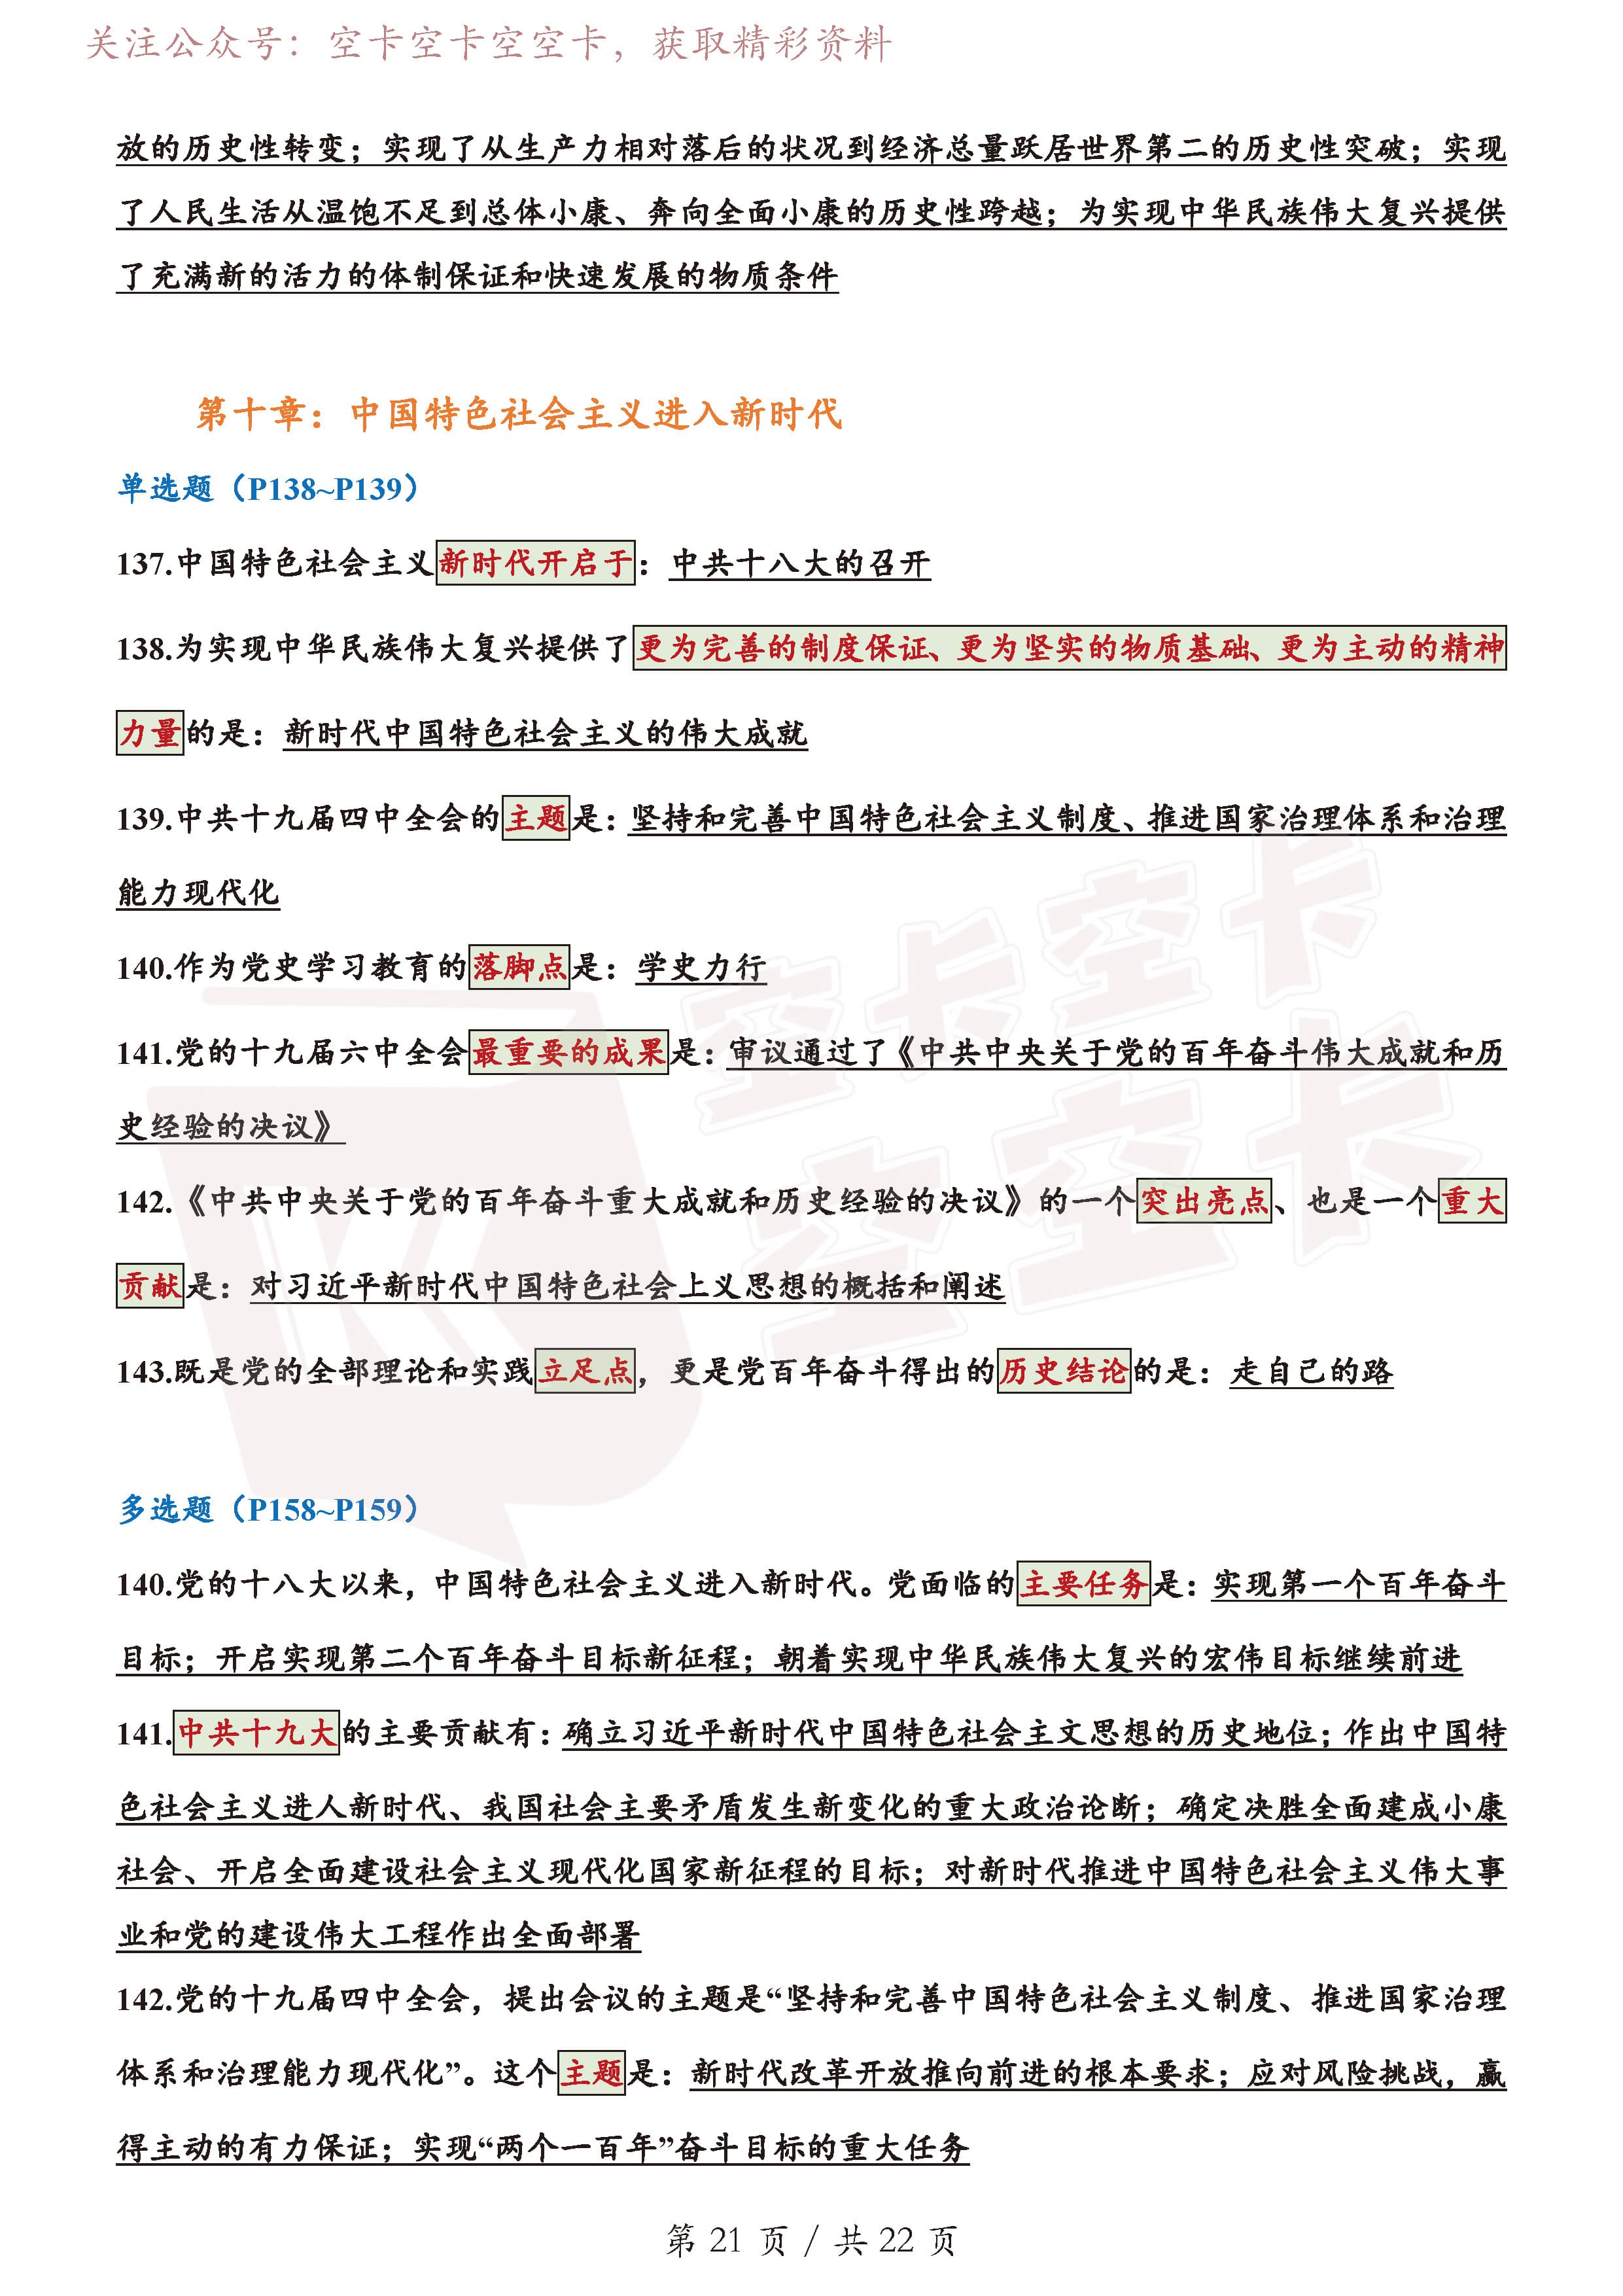 关注公众号：空卡空卡空空卡，获取精彩资料
放的历史性转变；实现了从生产力相对落后的状况到经济总量跃居世界第二的历史性突破；实现
了人民生活从温饱不足到总体小康、奔向全面小康的历史性跨越；为实现中华民族伟大复兴提供
了充满新的活力的体制保证和快速发展的物质条件
第十章：中国特色社会主义进入新时代
单选题（P138~P139）
137.中国特色社会主义新时代开启于：中共十八大的召开
138.为实现中华民族伟大复兴提供了更为完善的制度保证、更为坚实的物质基础、更为主动的精神
力量的是：新时代中国特色社会主义的伟大成就
139.中共十九届四中全会的主题是：坚持和完善中国特色社会主义制度、推进国家治理体系和治理
能力现代化
140.作为党史学习教育的落脚点是：学史力行
141.党的十九届六中全会最重要的成果是：审议通过了《中共中央关于党的百年奋斗伟大成就和历
史经验的决议》
142.《中共中央关于党的百年奋斗重大成就和历史经验的决议》的一个突出亮点、也是一个重大
贡献是：对习近平新时代中国特色社会上义思想的概括和阐述
143.既是党的全部理论和实践立足点，更是党百年奋斗得出的历史结论的是：走自己的路
多选题（P158~P159）
140.党的十八大以来，中国特色社会主义进入新时代。党面临的主要任务是：实现第一个百年奋斗
目标；开启实现第二个百年奋斗目标新征程；朝着实现中华民族伟大复兴的宏伟目标继续前进
141.中共十九大的主要贡献有：确立习近平新时代中国特色社会主文思想的历史地位；作出中国特
色社会主义进人新时代、我国社会主要矛盾发生新变化的重大政治论断；确定决胜全面建成小康
社会、开启全面建设社会主义现代化国家新征程的目标；对新时代推进中国特色社会主义伟大事
业和党的建设伟大工程作出全面部署
142.党的十九届四中全会，提出会议的主题是“坚持和完善中国特色社会主义制度、推进国家治理
体系和治理能力现代化”。这个主题是：新时代改革开放推向前进的根本要求；应对风险挑战，赢
得主动的有力保证；实现“两个一百年”奋斗目标的重大任务
空卡空卡
空空卡
第 21 页 / 共 22 页